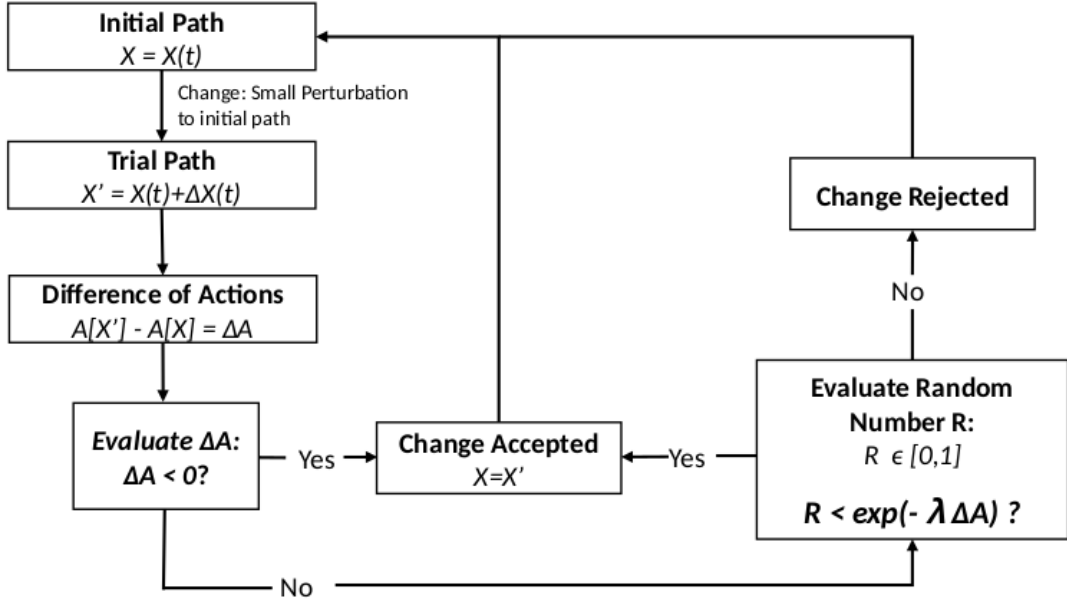 Initial Path
X = X(t)
Change: Small Perturbation
to initial path
Trial Path
X’ = X(t)+ΔX(t)
Difference of Actions
A[X’] - A[X] = ΔA
Evaluate ΔA:
ΔA < 0?
Yes
Change Accepted
X=X’
Yes
Evaluate Random
Number R:
R ϵ [0,1]
R < exp(- λ ΔA) ?
No
Change Rejected
No